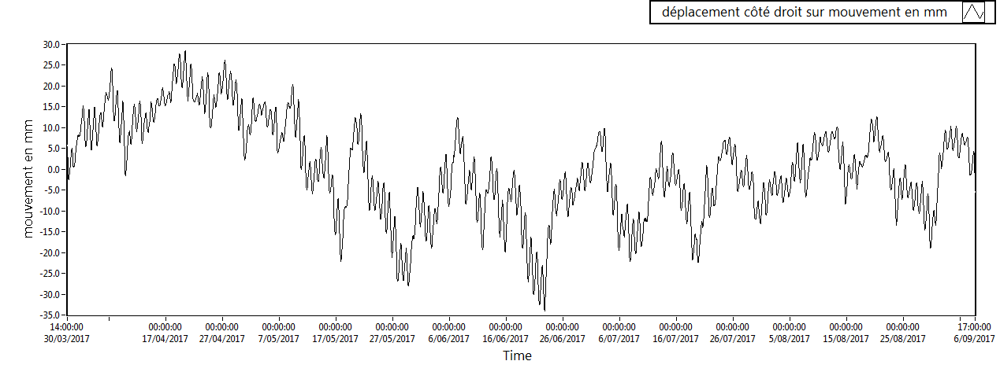 déplacement côté droit sur mouvement en mm
mouvement en mm
30.0
25.0
20.0
15.0
10.0
5.0
0.0
-5.0
-10.0
-15.0
-20.0
-25.0
-30.0
-35.0
14:00:00 00:00:00 00:00:00 00:00:00 00:00:00 00:00:00 00:00:00 00:00:00 00:00:00 00:00:00 00:00:00 00:00:00 00:00:00 00:00:00 00:00:00 17:00:00
30/03/2017 17/04/2017 27/04/2017 7/05/2017 17/05/2017 27/05/2017 6/06/2017 16/06/2017 26/06/2017 6/07/2017 16/07/2017 26/07/2017 5/08/2017 15/08/2017 25/08/2017 6/09/2017
Time